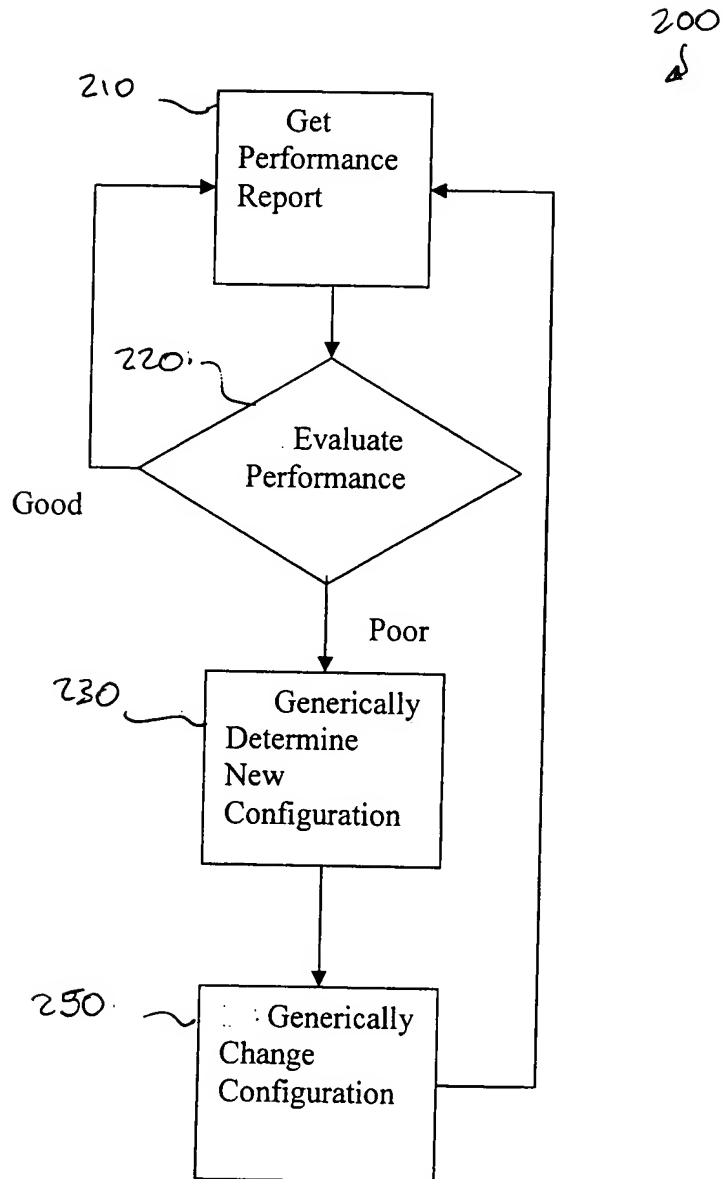 200
210
Get
Performance
Report
220
Evaluate
Performance
Good
Poor
230
Generically
Determine
New
Configuration
250
Generically
Change
Configuration